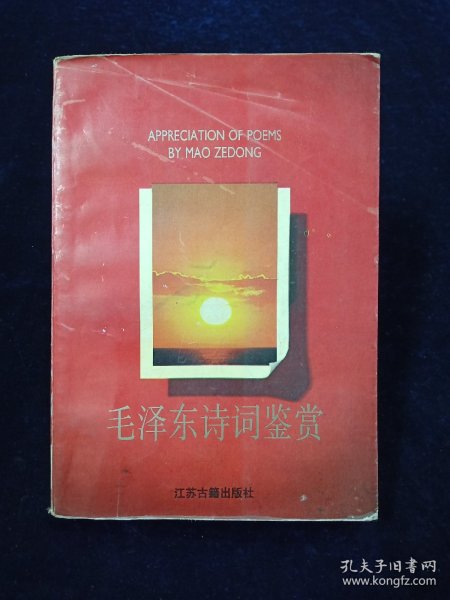 APPRECIATION OF POEMS
BY MAO ZEDONG
毛泽东诗词鉴赏
江苏古籍出版社
孔夫子旧书网
www.kongfz.com